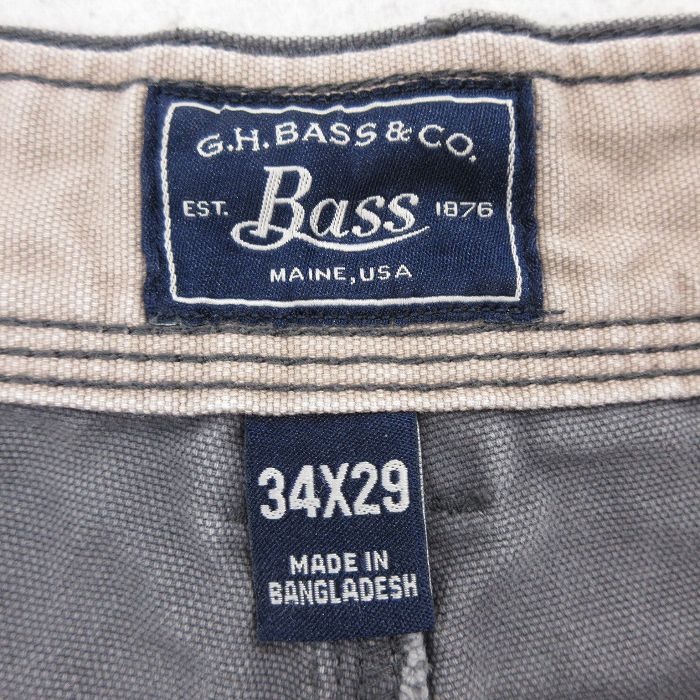 G.H.BASS & CO.
EST. Bass 1876
MAINE, USA
34X29
MADE IN
BANGLADESH